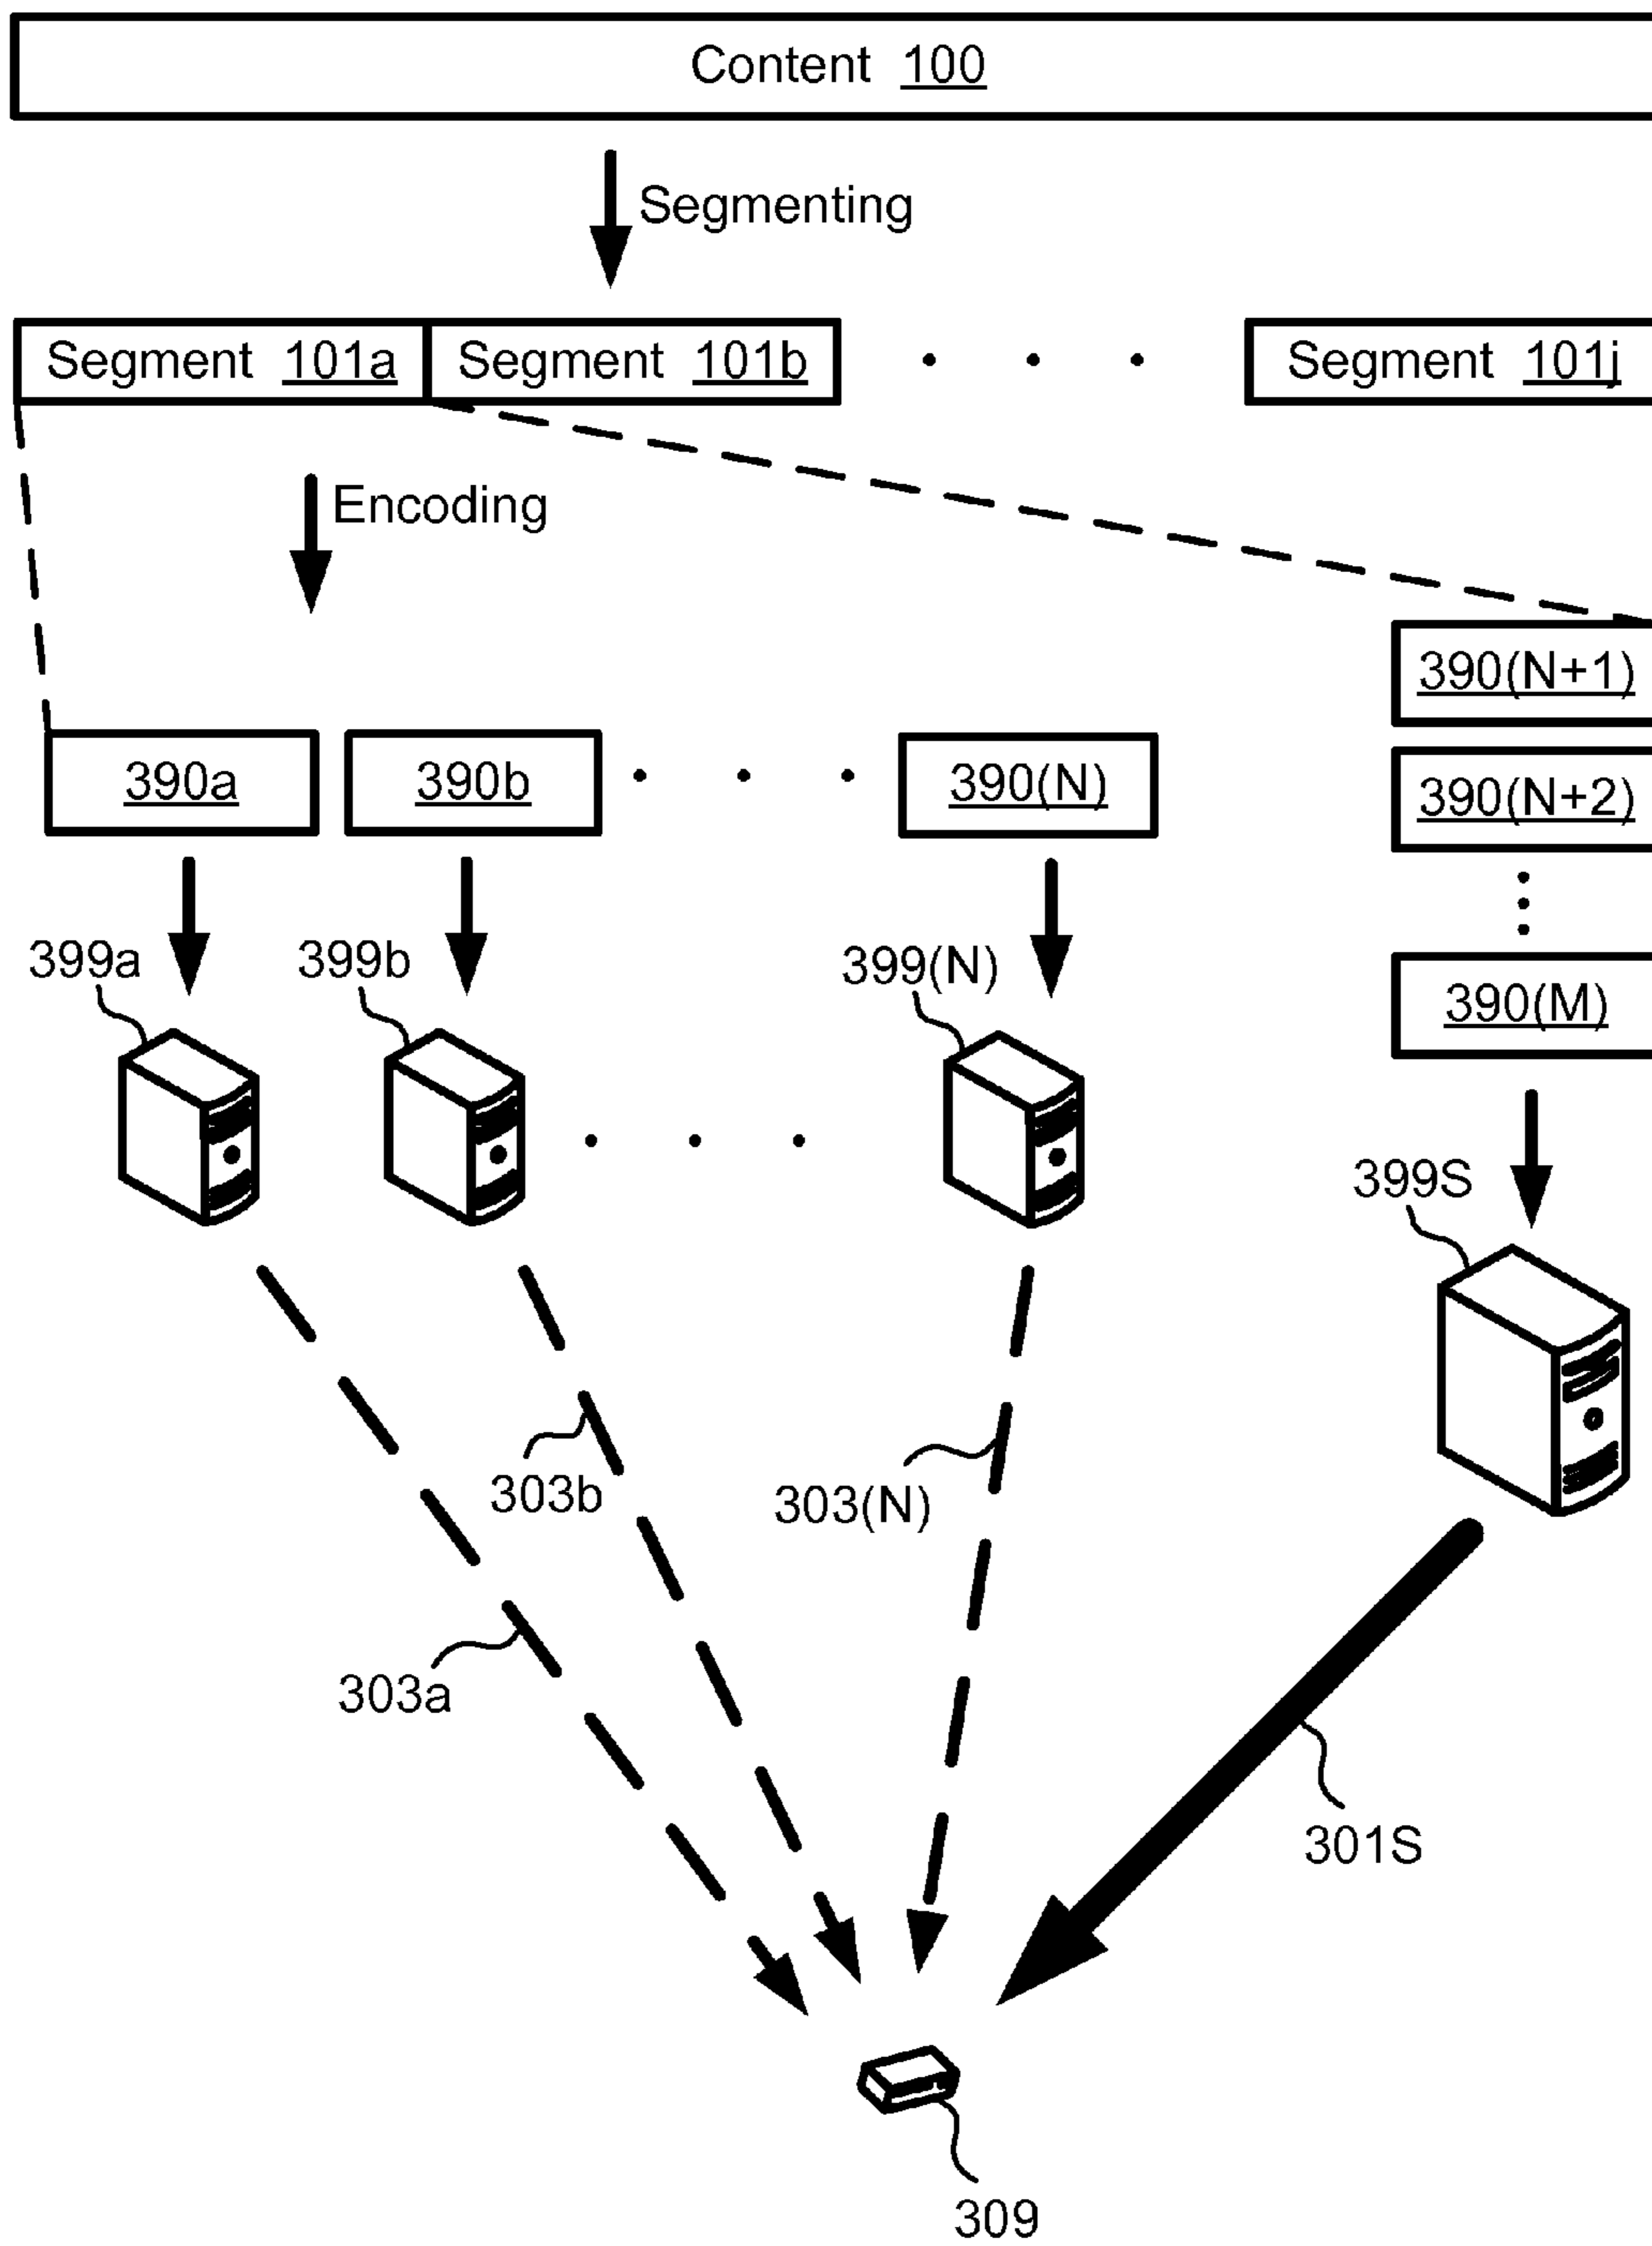 Content 100
Segmenting
Segment 101a
Segment 101b
Segment 101j
Encoding
390(N+1)
390a
390b
390(N)
390(N+2)
399a
399b
399(N)
390(M)
399S
303b
303(N)
303a
301S
309